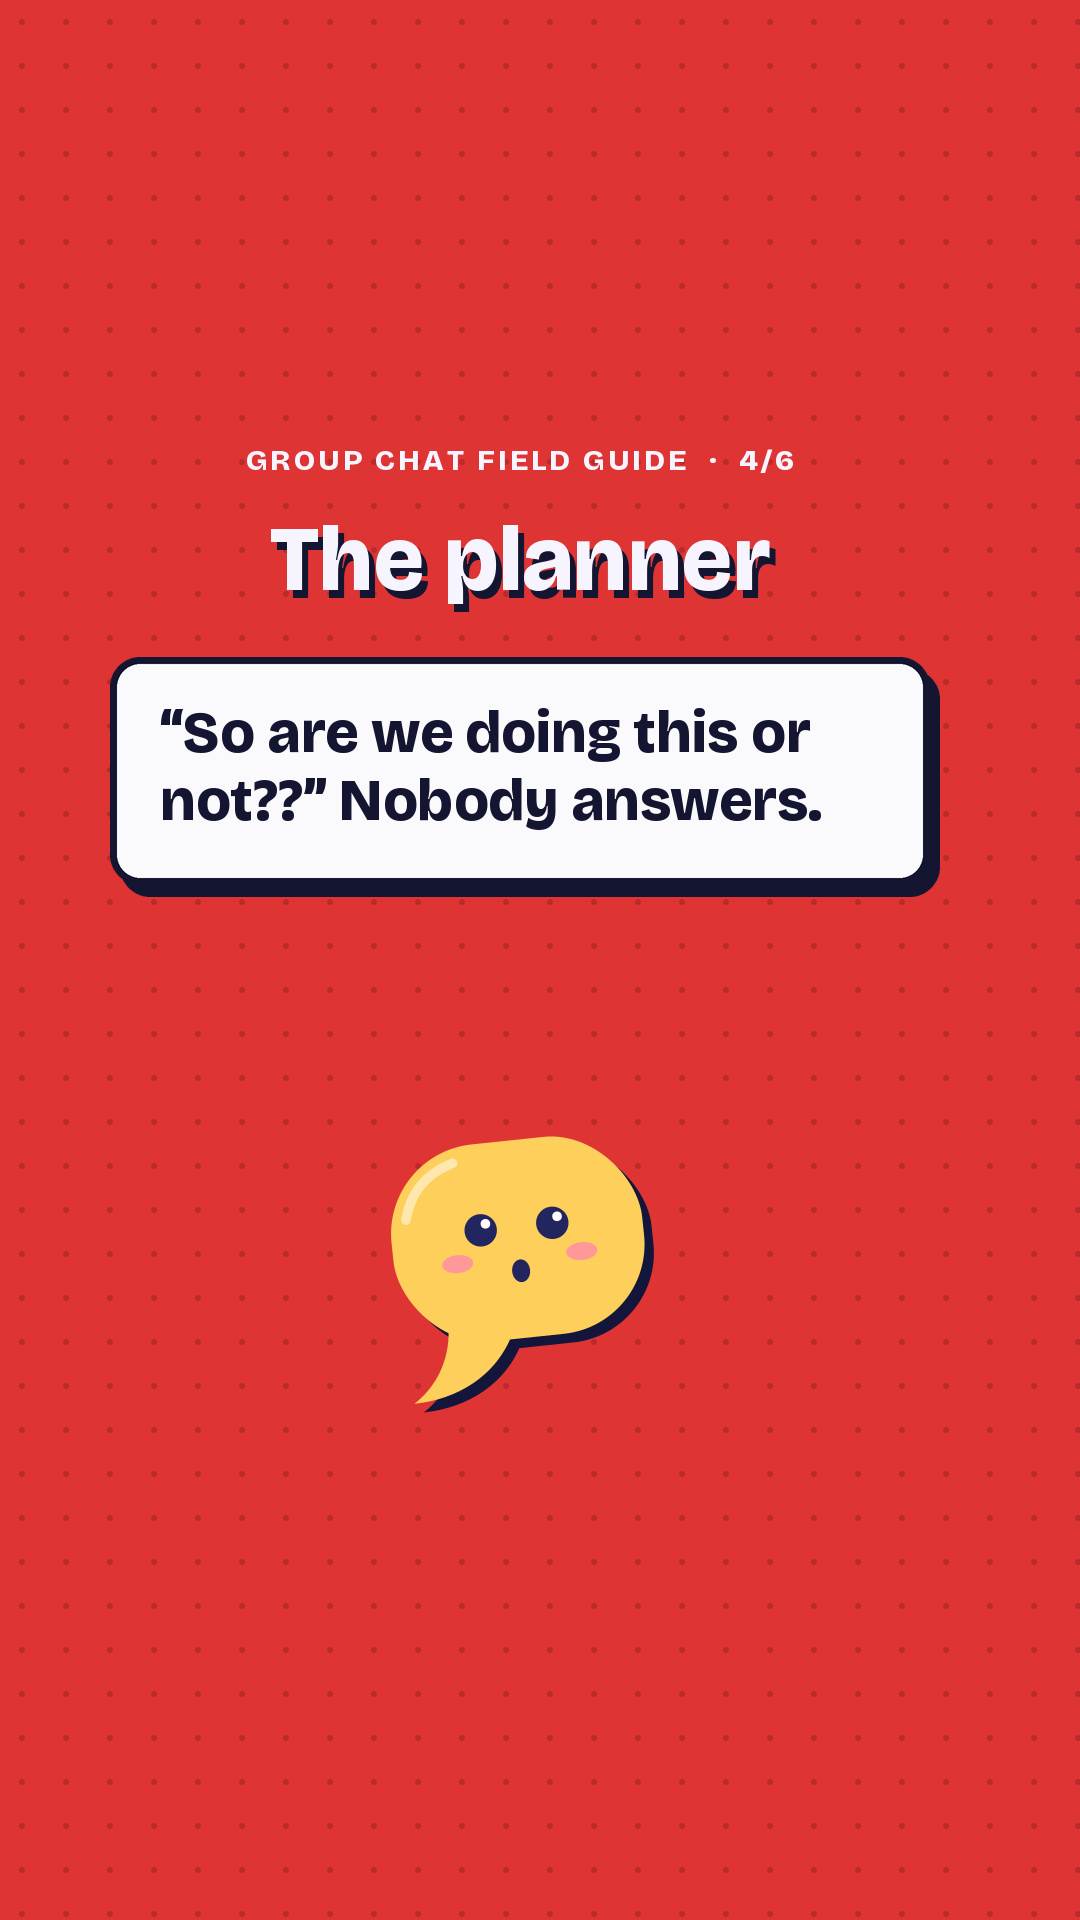 GROUP CHAT FIELD GUIDE · 4/6
The planner
“So are we doing this or
not??” Nobody answers.